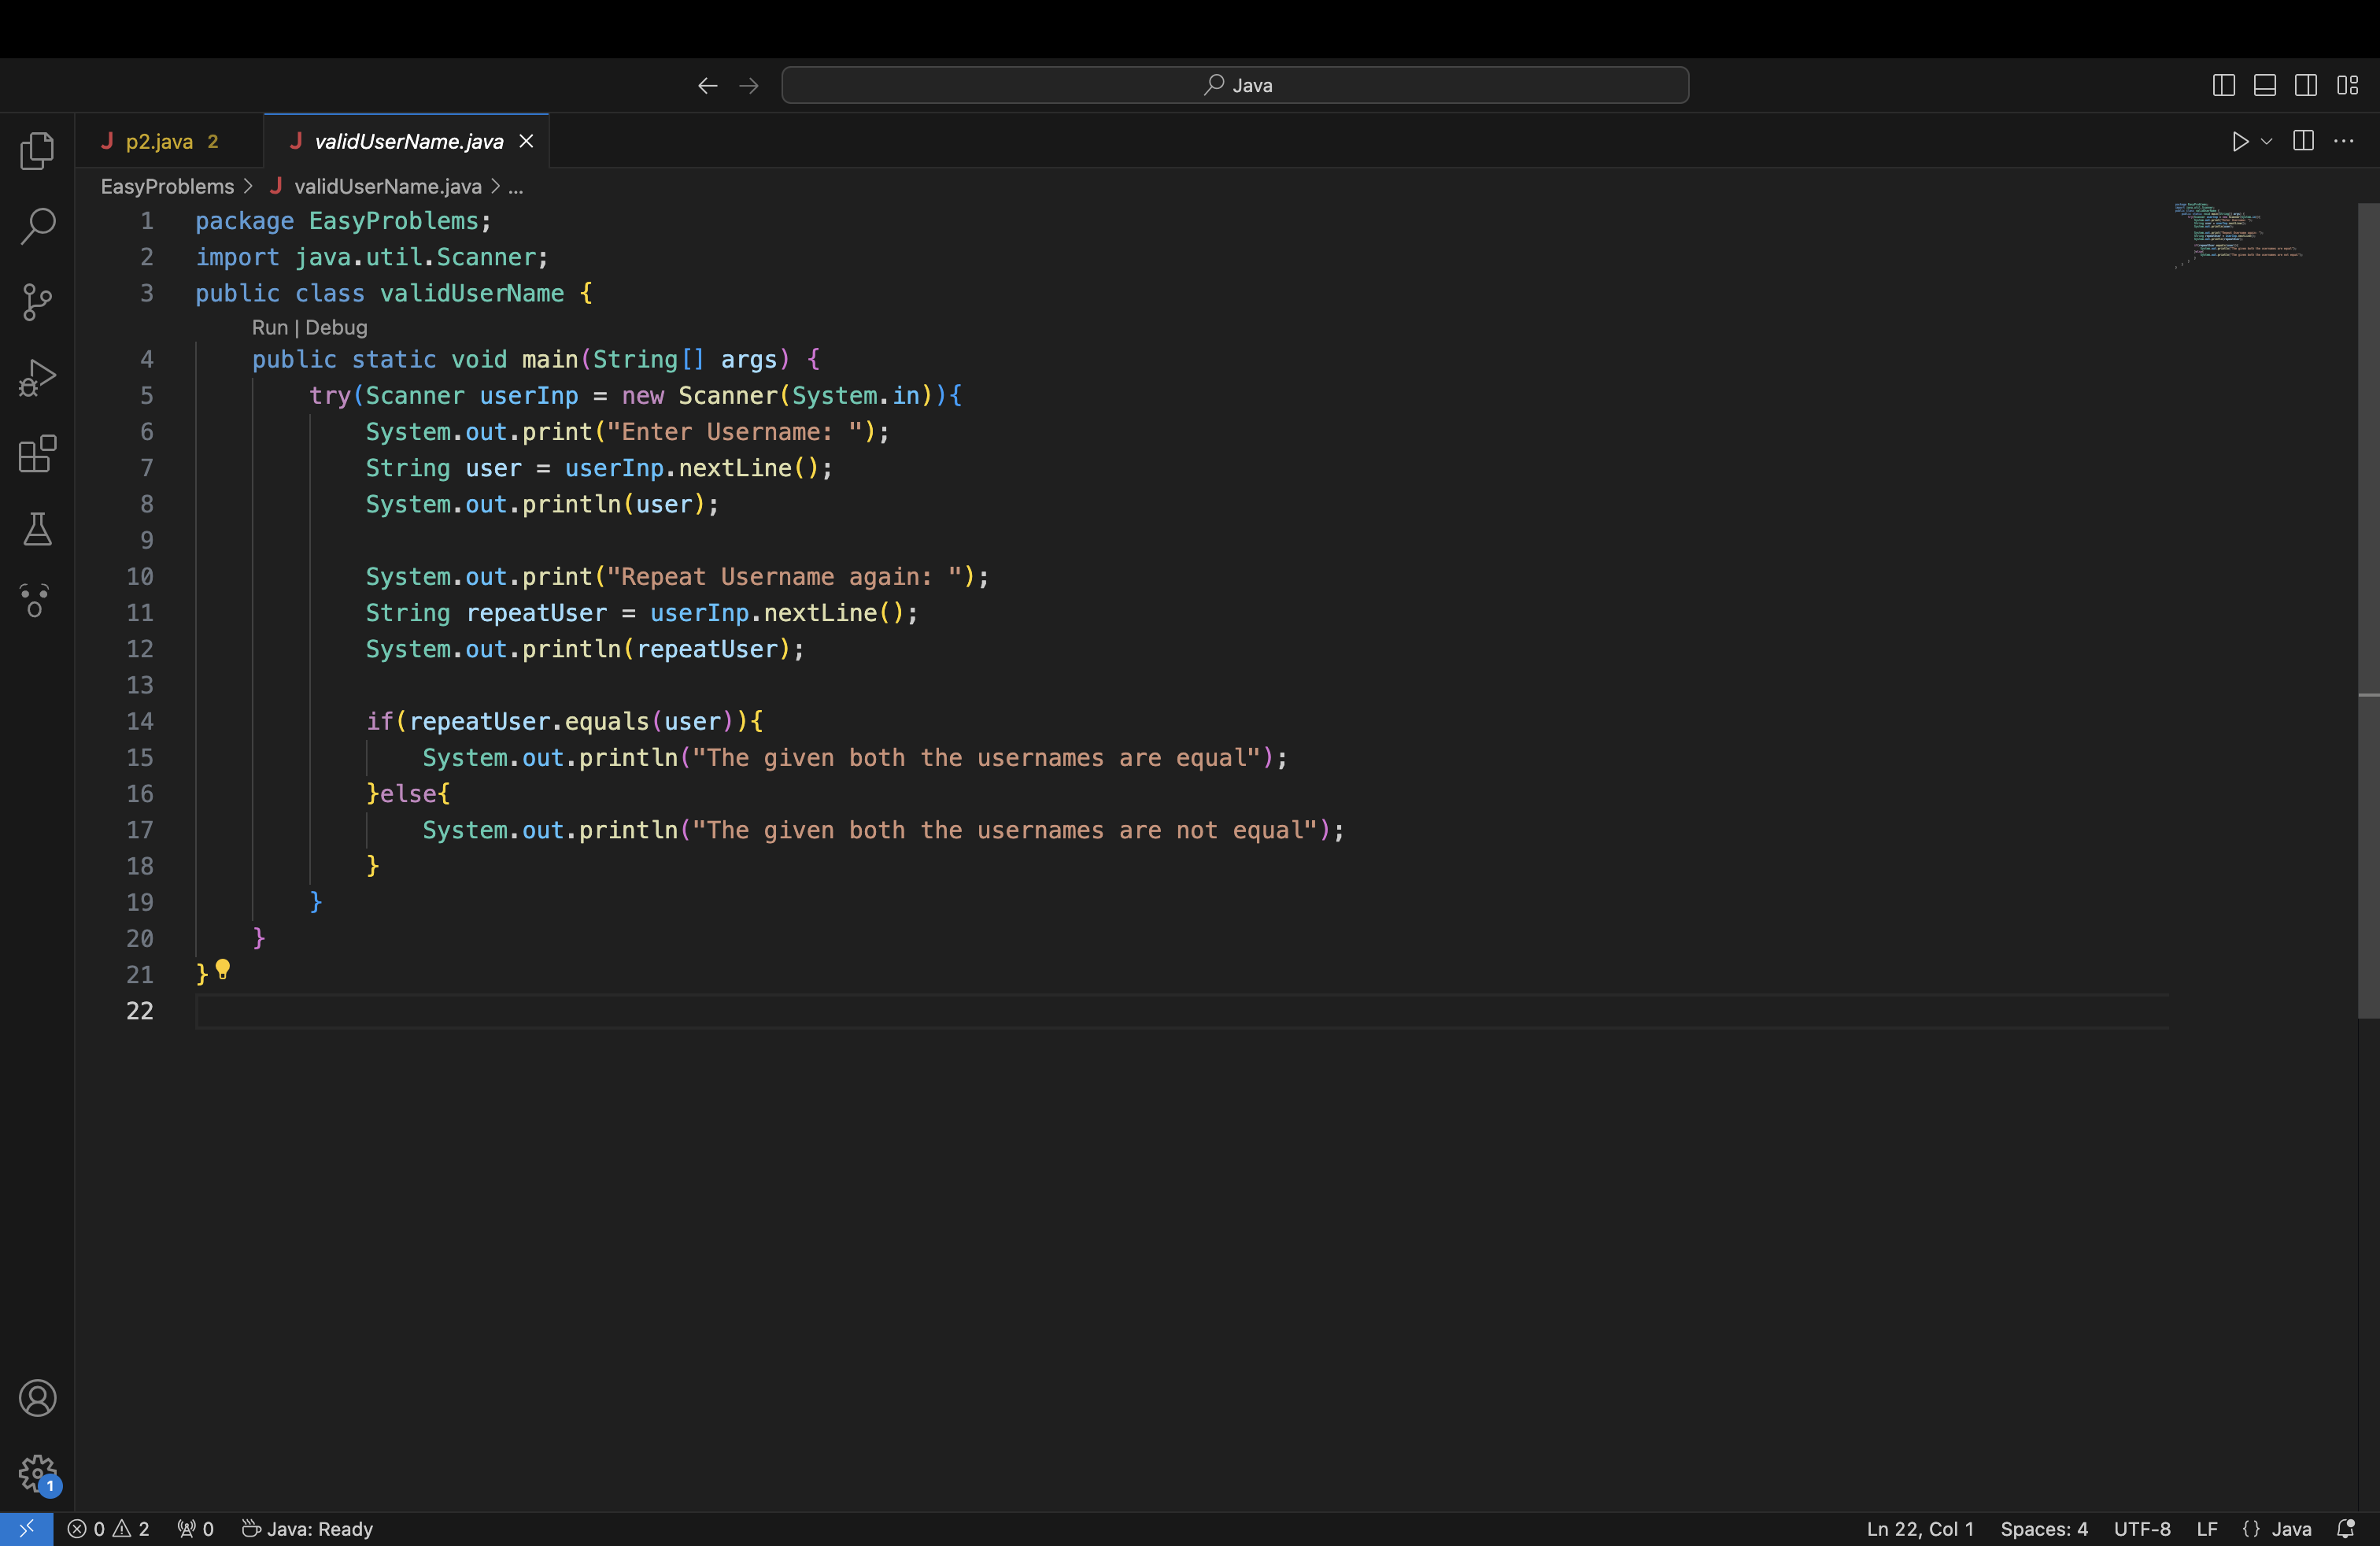 Java
J p2.java 2 J validUserName.java
EasyProblems > J validUserName.java > ...
1 package EasyProblems;
2 import java.util.Scanner;
3 public class validUserName {
Run | Debug
4 public static void main(String[] args) {
5 try(Scanner userInp = new Scanner(System.in)){
6 System.out.print("Enter Username: ");
7 String user = userInp.nextLine();
8 System.out.println(user);
9
10 System.out.print("Repeat Username again: ");
11 String repeatUser = userInp.nextLine();
12 System.out.println(repeatUser);
13
14 if(repeatUser.equals(user)){
15 System.out.println("The given both the usernames are equal");
16 }else{
17 System.out.println("The given both the usernames are not equal");
18 }
19 }
20 }
21 }
22
1
0 2 0 Java: Ready Ln 22, Col 1 Spaces: 4 UTF-8 LF {} Java